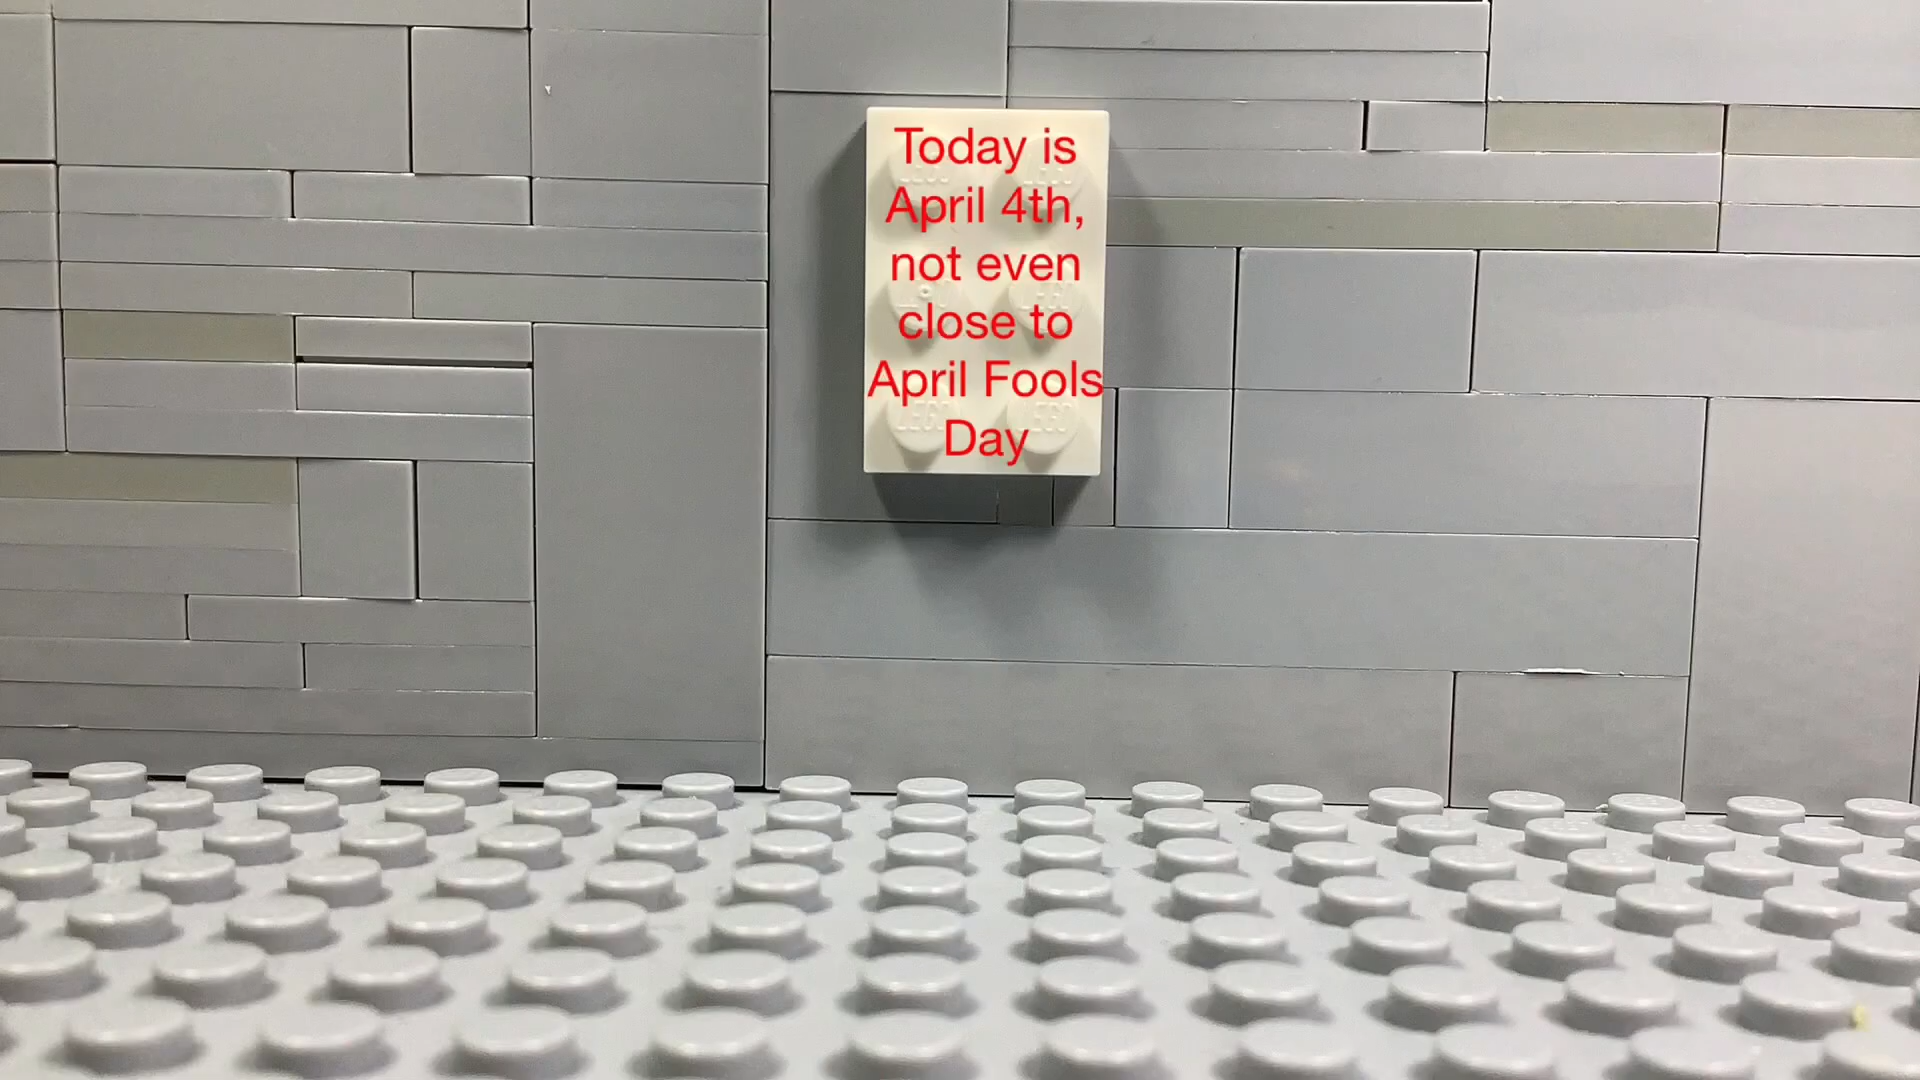 Today is
April 4th,
not even
close to
April Fools
Day